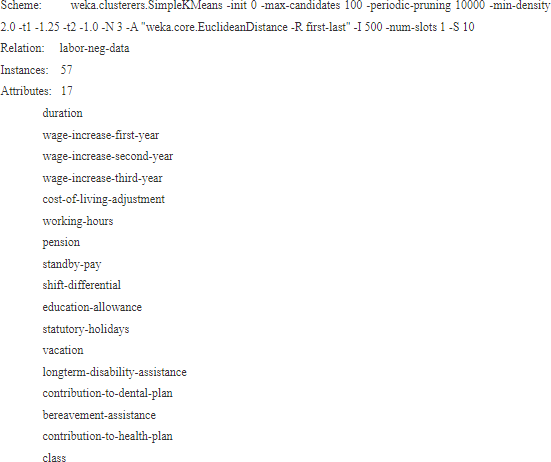 Scheme: weka.clusterers.SimpleKMeans -init 0 -max-candidates 100 -periodic-pruning 10000 -min-density
2.0 -t1 -1.25 -t2 -1.0 -N 3 -A "weka.core.EuclideanDistance -R first-last" -I 500 -num-slots 1 -S 10
Relation: labor-neg-data
Instances: 57
Attributes: 17
duration
wage-increase-first-year
wage-increase-second-year
wage-increase-third-year
cost-of-living-adjustment
working-hours
pension
standby-pay
shift-differential
education-allowance
statutory-holidays
vacation
longterm-disability-assistance
contribution-to-dental-plan
bereavement-assistance
contribution-to-health-plan
class